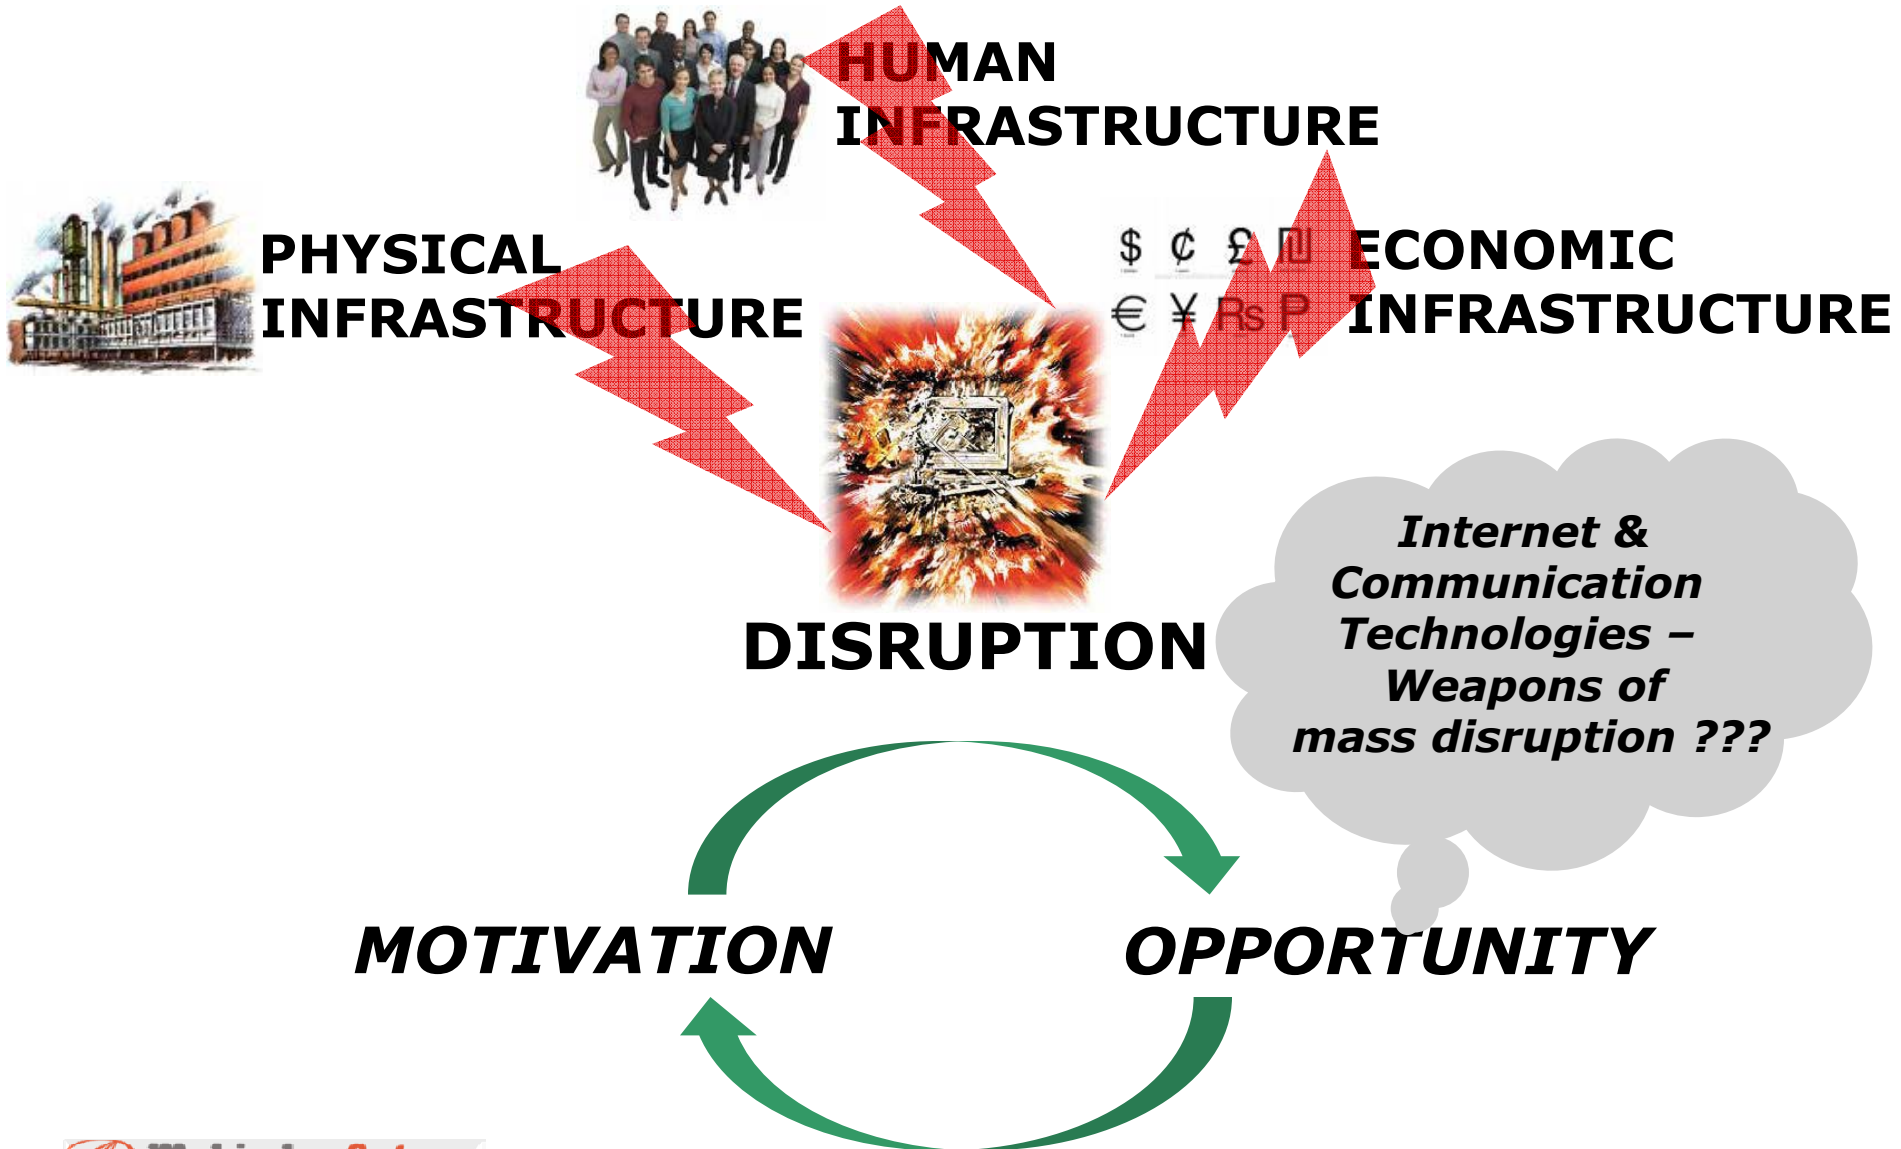 HUMAN
INFRASTRUCTURE
PHYSICAL
INFRASTRUCTURE
$ ¢ £ ₪
€ ¥ Rs P
ECONOMIC
INFRASTRUCTURE
DISRUPTION
Internet &
Communication
Technologies –
Weapons of
mass disruption ???
MOTIVATION
OPPORTUNITY